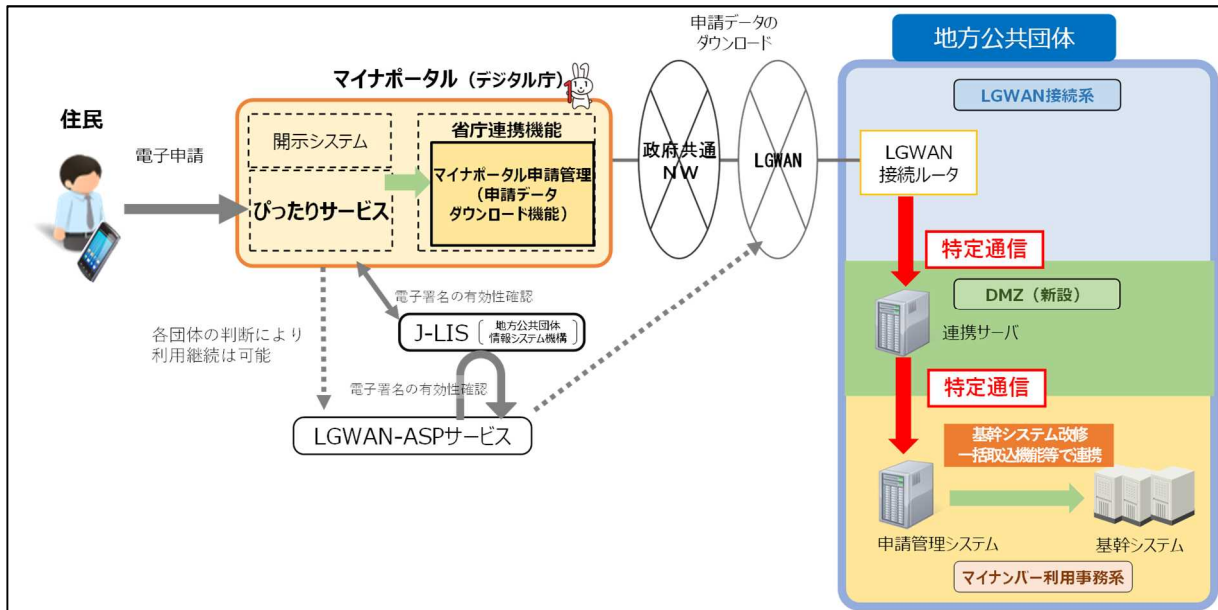 住民
電子申請
マイナポータル（デジタル庁）
開示システム
ぴったりサービス
省庁連携機能
マイナポータル申請管理
（申請データ
ダウンロード機能）
電子署名の有効性確認
J-LIS
地方公共団体
情報システム機構
各団体の判断により
利用継続は可能
電子署名の有効性確認
LGWAN-ASPサービス
申請データの
ダウンロード
政府共通
NW
LGWAN
地方公共団体
LGWAN接続系
LGWAN
接続ルータ
特定通信
DMZ（新設）
連携サーバ
特定通信
基幹システム改修
一括取込機能等で連携
申請管理システム
基幹システム
マイナンバー利用事務系